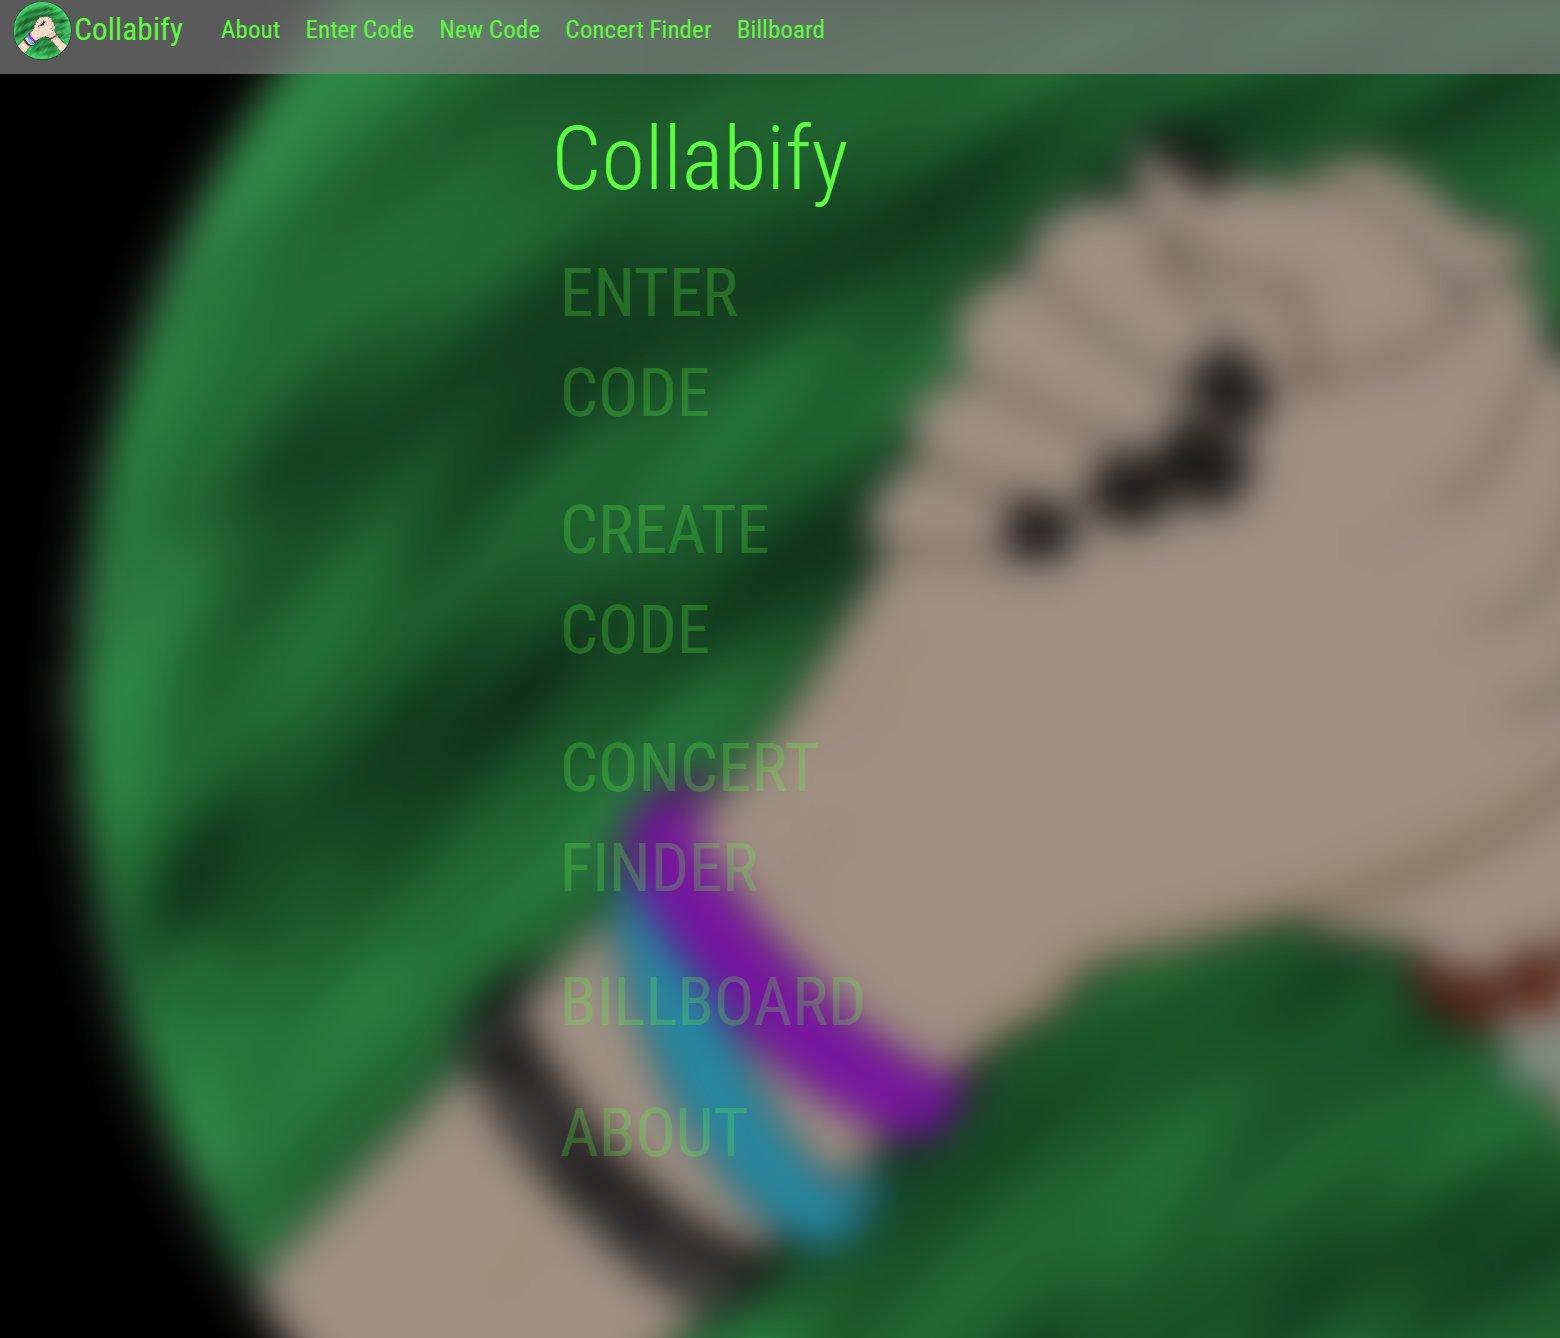 Collabify About Enter Code New Code Concert Finder Billboard
Collabify
ENTER
CODE
CREATE
CODE
CONCERT
FINDER
BILLBOARD
ABOUT